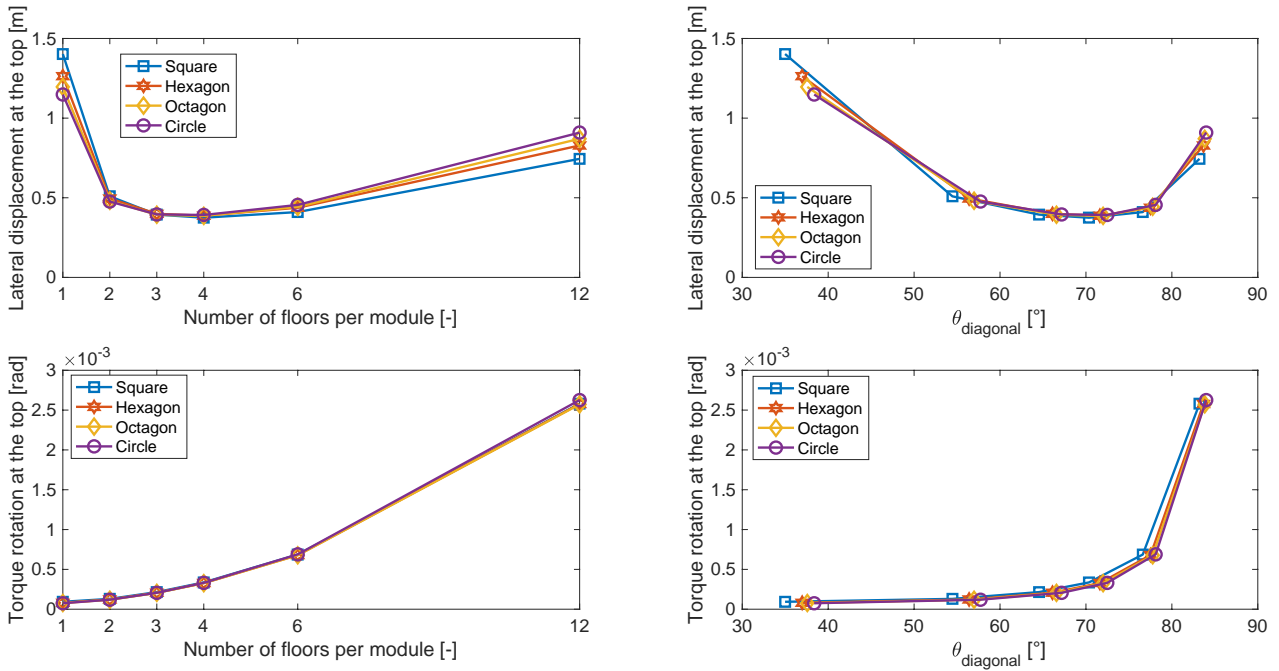 Lateral displacement at the top [m]
1.5
1
0.5
0
Square
Hexagon
Octagon
Circle
1 2 3 4 6 12
Number of floors per module [-]
Lateral displacement at the top [m]
1.5
1
0.5
0
Square
Hexagon
Octagon
Circle
30 40 50 60 70 80 90
θdiagonal [°]
Torque rotation at the top [rad]
×10-3
3
2.5
2
1.5
1
0.5
0
Square
Hexagon
Octagon
Circle
1 2 3 4 6 12
Number of floors per module [-]
Torque rotation at the top [rad]
×10-3
3
2.5
2
1.5
1
0.5
0
Square
Hexagon
Octagon
Circle
30 40 50 60 70 80 90
θdiagonal [°]